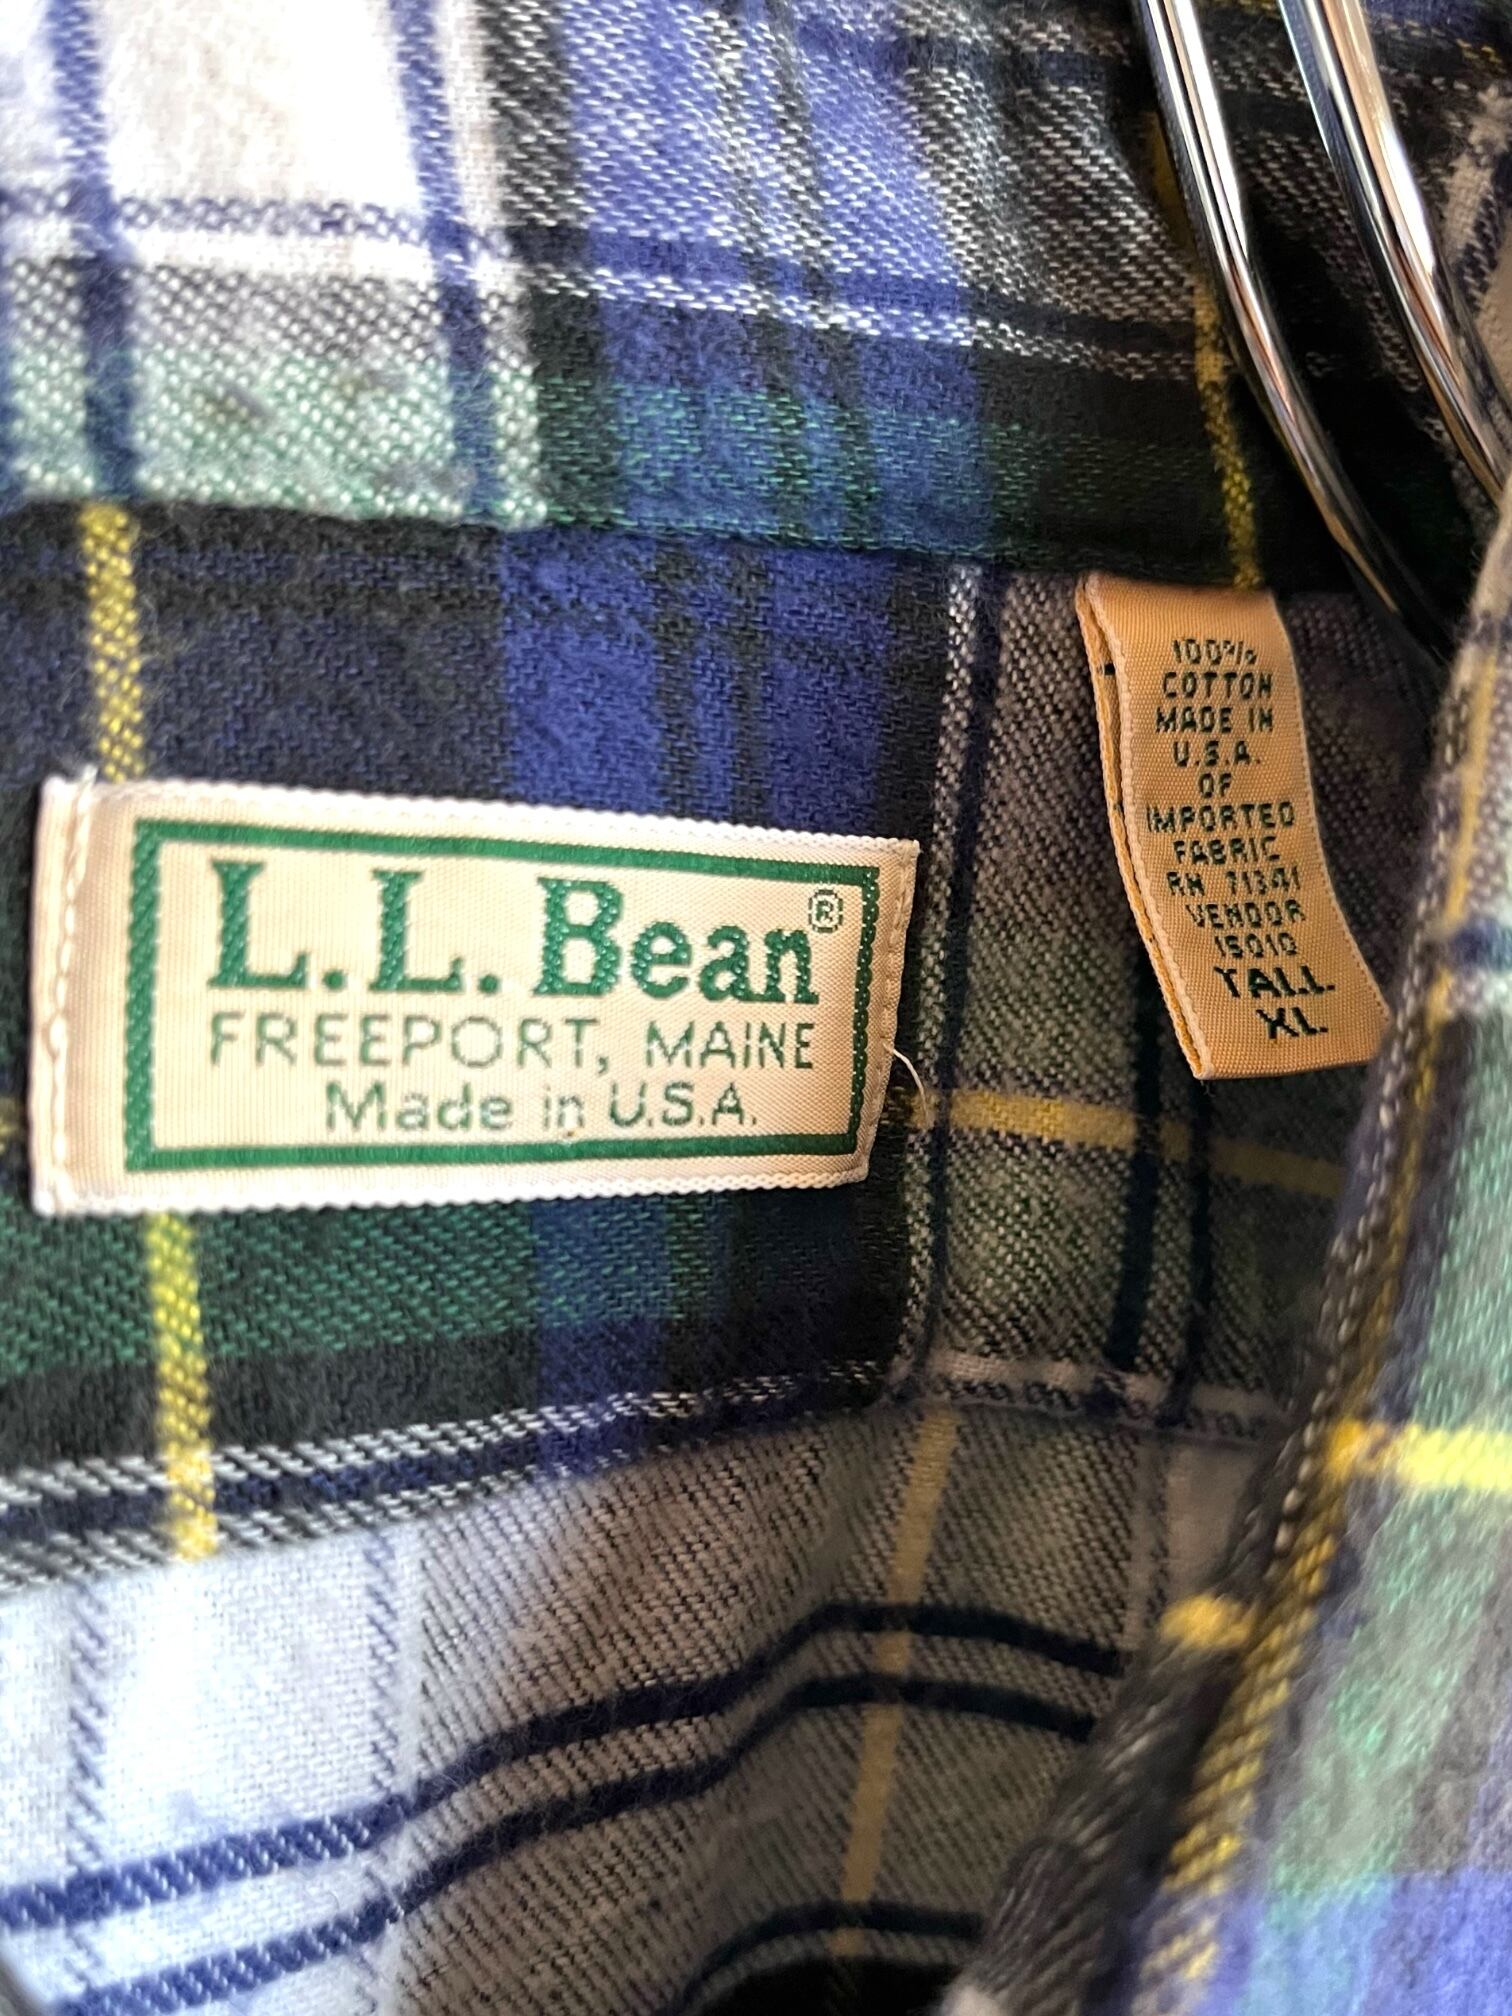 L.L.Bean®
FREEPORT, MAINE
Made in U.S.A.
100%
COTTON
MADE IN
U.S.A.
OF
IMPORTED
FABRIC
RN 71341
VENDOR
15010
TALL
XL